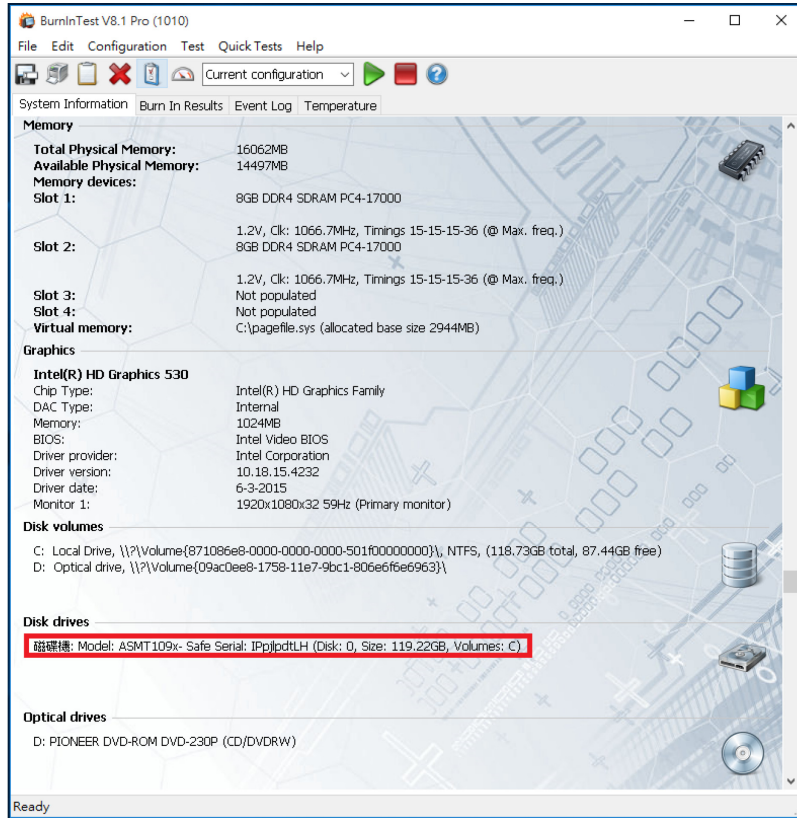 BurnInTest V8.1 Pro (1010)
File Edit Configuration Test Quick Tests Help
Current configuration
System Information Burn In Results Event Log Temperature
Memory
Total Physical Memory: 16062MB
Available Physical Memory: 14497MB
Memory devices:
Slot 1: 8GB DDR4 SDRAM PC4-17000
1.2V, Clk: 1066.7MHz, Timings 15-15-15-36 (@ Max. freq.)
Slot 2: 8GB DDR4 SDRAM PC4-17000
1.2V, Clk: 1066.7MHz, Timings 15-15-15-36 (@ Max. freq.)
Slot 3: Not populated
Slot 4: Not populated
Virtual memory: C:\pagefile.sys (allocated base size 2944MB)
Graphics
Intel(R) HD Graphics 530
Chip Type: Intel(R) HD Graphics Family
DAC Type: Internal
Memory: 1024MB
BIOS: Intel Video BIOS
Driver provider: Intel Corporation
Driver version: 10.18.15.4232
Driver date: 6-3-2015
Monitor 1: 1920x1080x32 59Hz (Primary monitor)
Disk volumes
C: Local Drive, \\?\Volume{871086e8-0000-0000-0000-501f00000000}\, NTFS, (118.73GB total, 87.44GB free)
D: Optical drive, \\?\Volume{09ac0ee8-1758-11e7-9bc1-806e6f6e6963}\
Disk drives
磁碟機: Model: ASMT109x- Safe Serial: IPpJlpdtLH (Disk: 0, Size: 119.22GB, Volumes: C)
Optical drives
D: PIONEER DVD-ROM DVD-230P (CD/DVDRW)
Ready